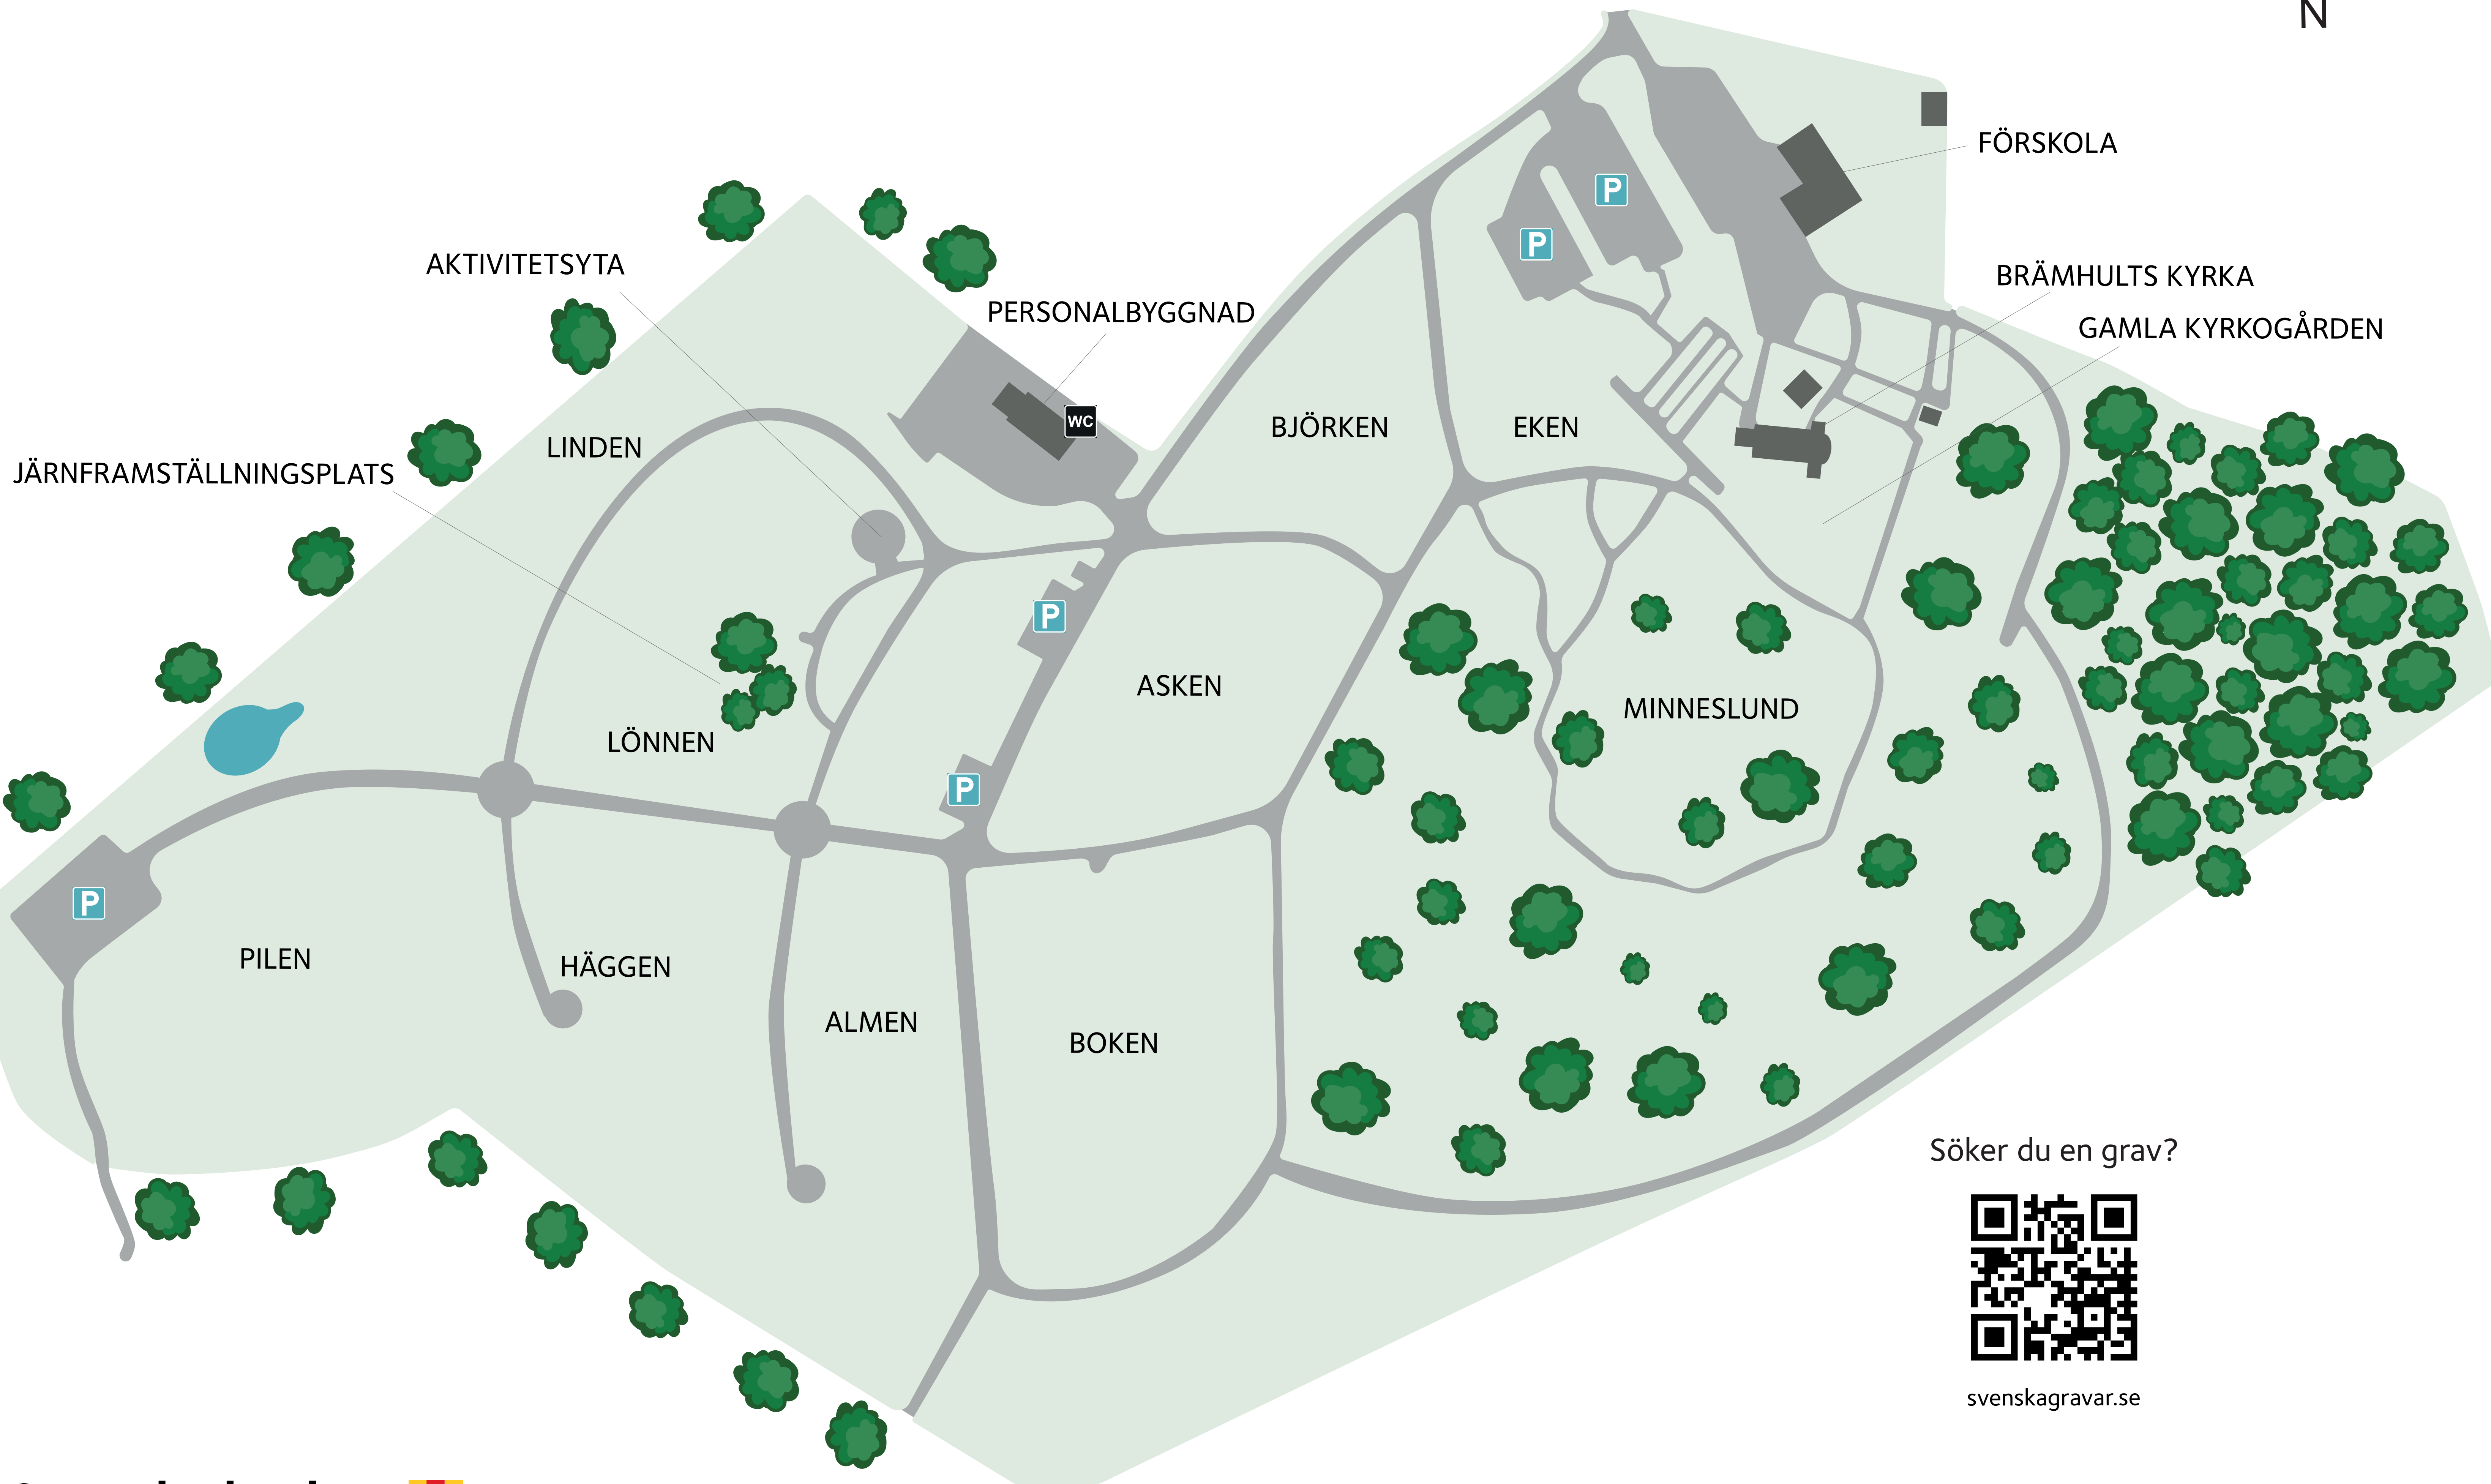 N
FÖRSKOLA
P
P
AKTIVITETSYTA
BRÄMHULTS KYRKA
PERSONALBYGGNAD
GAMLA KYRKOGÅRDEN
WC
BJÖRKEN
EKEN
LINDEN
JÄRNFRAMSTÄLLNINGSPLATS
P
ASKEN
MINNESLUND
LÖNNEN
P
P
PILEN
HÄGGEN
ALMEN
BOKEN
Söker du en grav?
svenskagravar.se